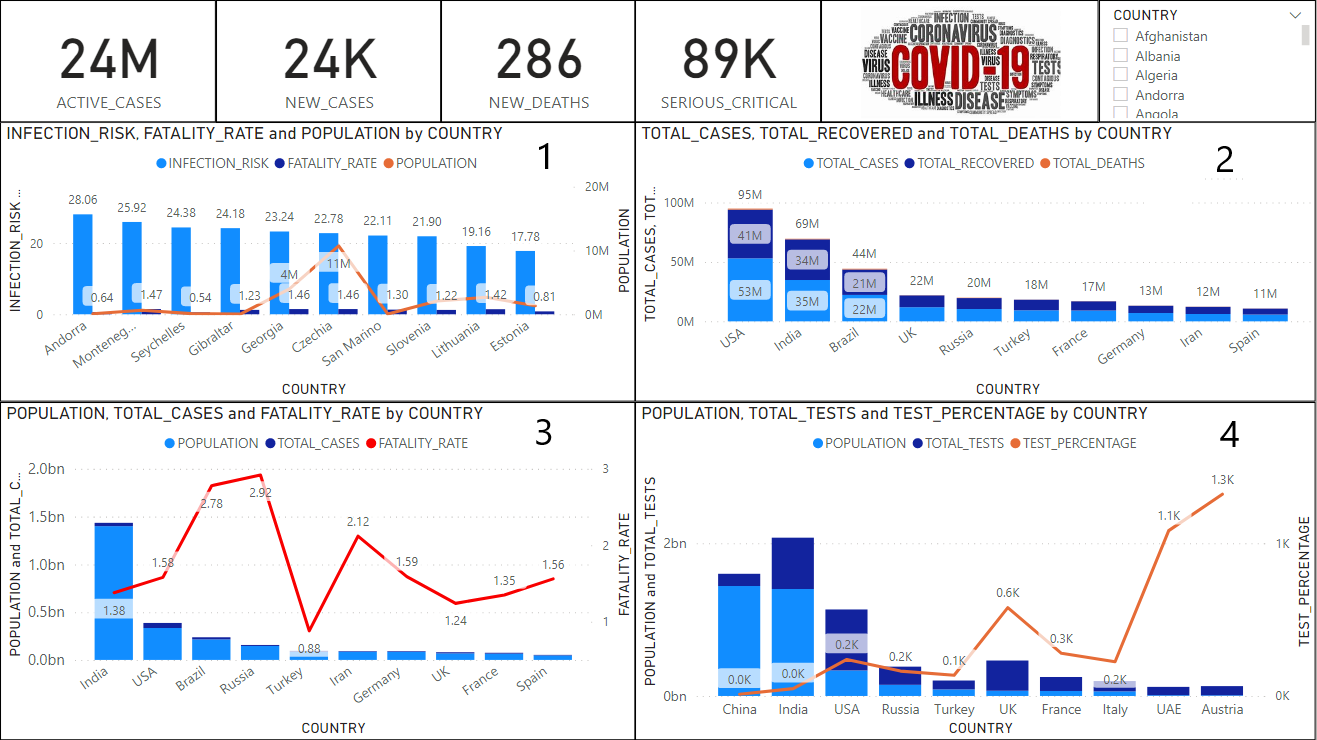 24M
ACTIVE_CASES
24K
NEW_CASES
286
NEW_DEATHS
89K
SERIOUS_CRITICAL
CORONAVIRUS
COVID-19
ILLNESS DISEASE
INFECTION
VACCINE
DIAGNOSTICS
DISEASE
VIRUS
TESTS
SYMPTOMS
COUNTRY
Afghanistan
Albania
Algeria
Andorra
Angola
INFECTION_RISK, FATALITY_RATE and POPULATION by COUNTRY
1
INFECTION_RISK FATALITY_RATE POPULATION
INFECTION_RISK ...
20
0
28.06 25.92 24.38 24.18 23.24 22.78 22.11 21.90 19.16 17.78
4M 11M
0.64 1.47 0.54 1.23 1.46 1.46 1.30 1.22 1.42 0.81
20M
10M
0M
POPULATION
Andorra Monteneg... Seychelles Gibraltar Georgia Czechia San Marino Slovenia Lithuania Estonia
COUNTRY
TOTAL_CASES, TOTAL_RECOVERED and TOTAL_DEATHS by COUNTRY
2
TOTAL_CASES TOTAL_RECOVERED TOTAL_DEATHS
TOTAL_CASES, TOT...
100M
50M
0M
95M 69M 44M 22M 20M 18M 17M 13M 12M 11M
41M 34M 21M
53M 35M 22M
USA India Brazil UK Russia Turkey France Germany Iran Spain
COUNTRY
POPULATION, TOTAL_CASES and FATALITY_RATE by COUNTRY
3
POPULATION TOTAL_CASES FATALITY_RATE
POPULATION and TOTAL_C...
2.0bn
1.5bn
1.0bn
0.5bn
0.0bn
1.38 1.58 2.78 2.92 0.88 2.12 1.59 1.24 1.35 1.56
3
2
1
FATALITY_RATE
India USA Brazil Russia Turkey Iran Germany UK France Spain
COUNTRY
POPULATION, TOTAL_TESTS and TEST_PERCENTAGE by COUNTRY
4
POPULATION TOTAL_TESTS TEST_PERCENTAGE
POPULATION and TOTAL_TESTS
2bn
0bn
0.0K 0.0K 0.2K 0.2K 0.1K 0.6K 0.3K 0.2K 1.1K 1.3K
1K
0K
TEST_PERCENTAGE
China India USA Russia Turkey UK France Italy UAE Austria
COUNTRY